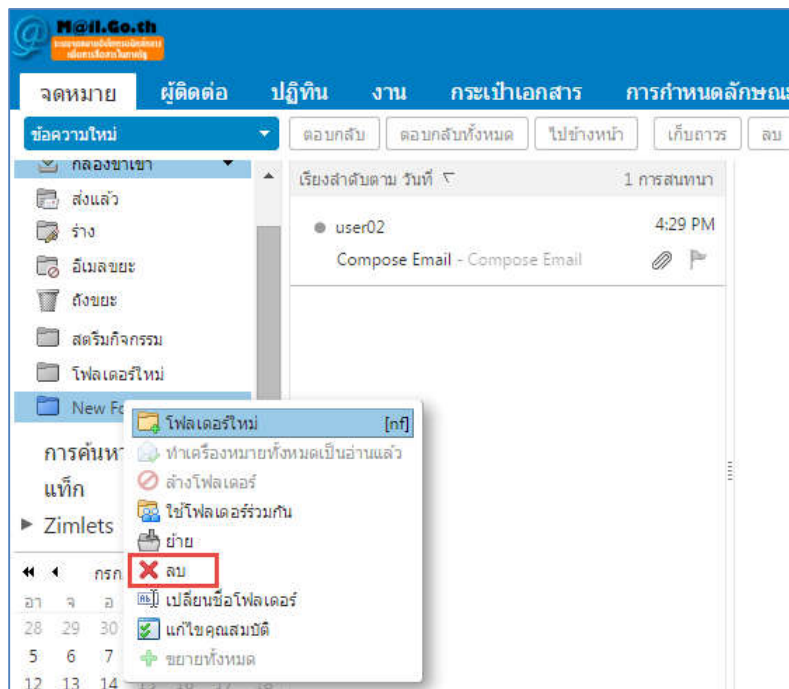 M@il.Go.th
จดหมาย ผู้ติดต่อ ปฏิทิน งาน กระเป๋าเอกสาร การกำหนดลักษณะ
ข้อความใหม่ ตอบกลับ ตอบกลับทั้งหมด ไปข้างหน้า เก็บถาวร ลบ
กล่องขาเข้า
เรียงลำดับตาม วันที่ 1 การสนทนา
ส่งแล้ว
user02 4:29 PM
ร่าง
Compose Email - Compose Email
อีเมลขยะ
ถังขยะ
สตรีมกิจกรรม
โฟลเดอร์ใหม่
New Fo
โฟลเดอร์ใหม่ [nf]
การค้นหา
ทำเครื่องหมายทั้งหมดเป็นอ่านแล้ว
ล้างโฟลเดอร์
แท็ก
ใช้โฟลเดอร์ร่วมกัน
Zimlets
ย้าย
กรก
ลบ
อา จ อ
เปลี่ยนชื่อโฟลเดอร์
28 29 30
แก้ไขคุณสมบัติ
5 6 7
ขยายทั้งหมด
12 13 14 15 16 17 18